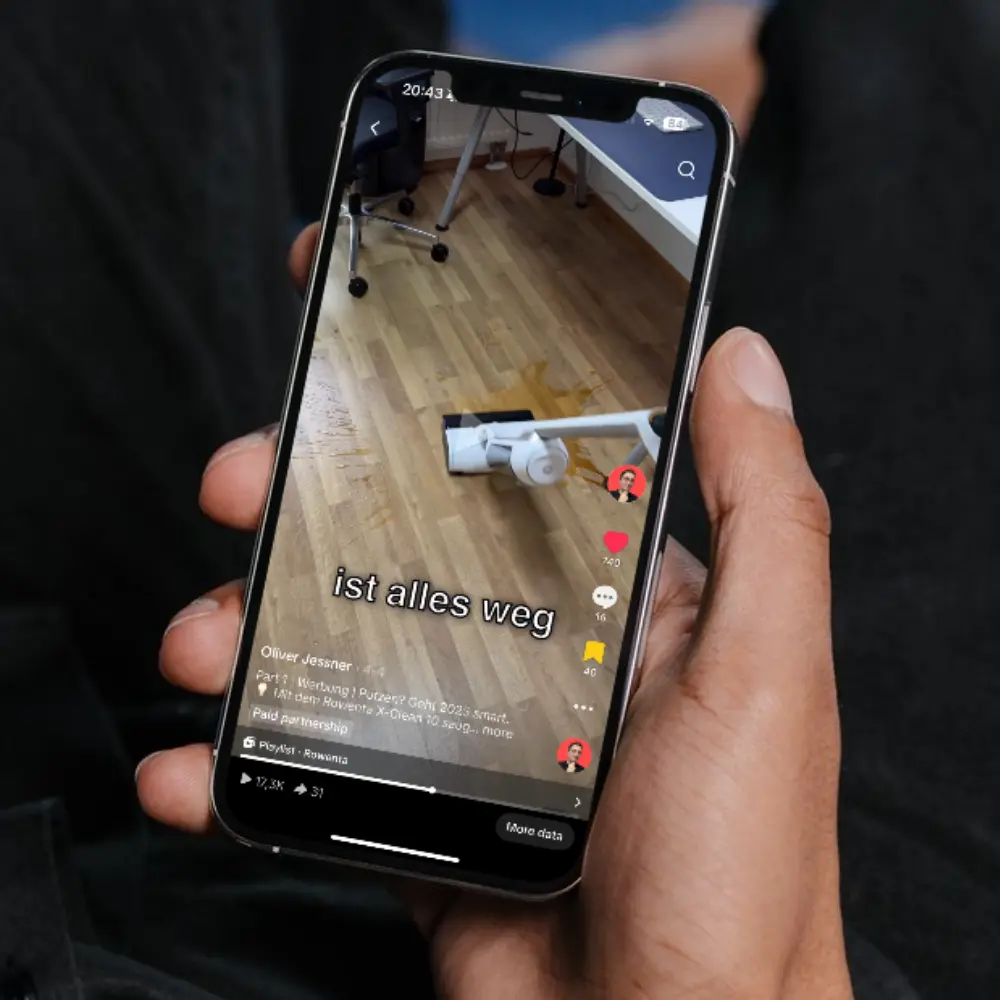 20:43
84
740
16
ist alles weg
40
Oliver Jessner · 4-4
Part 1 | Werbung | Putzen? Geht 2025 smart.
💡 Mit dem Rowenta X-Clean 10 saug... more
Paid partnership
Playlist · Rowenta
17,3K 31
More data